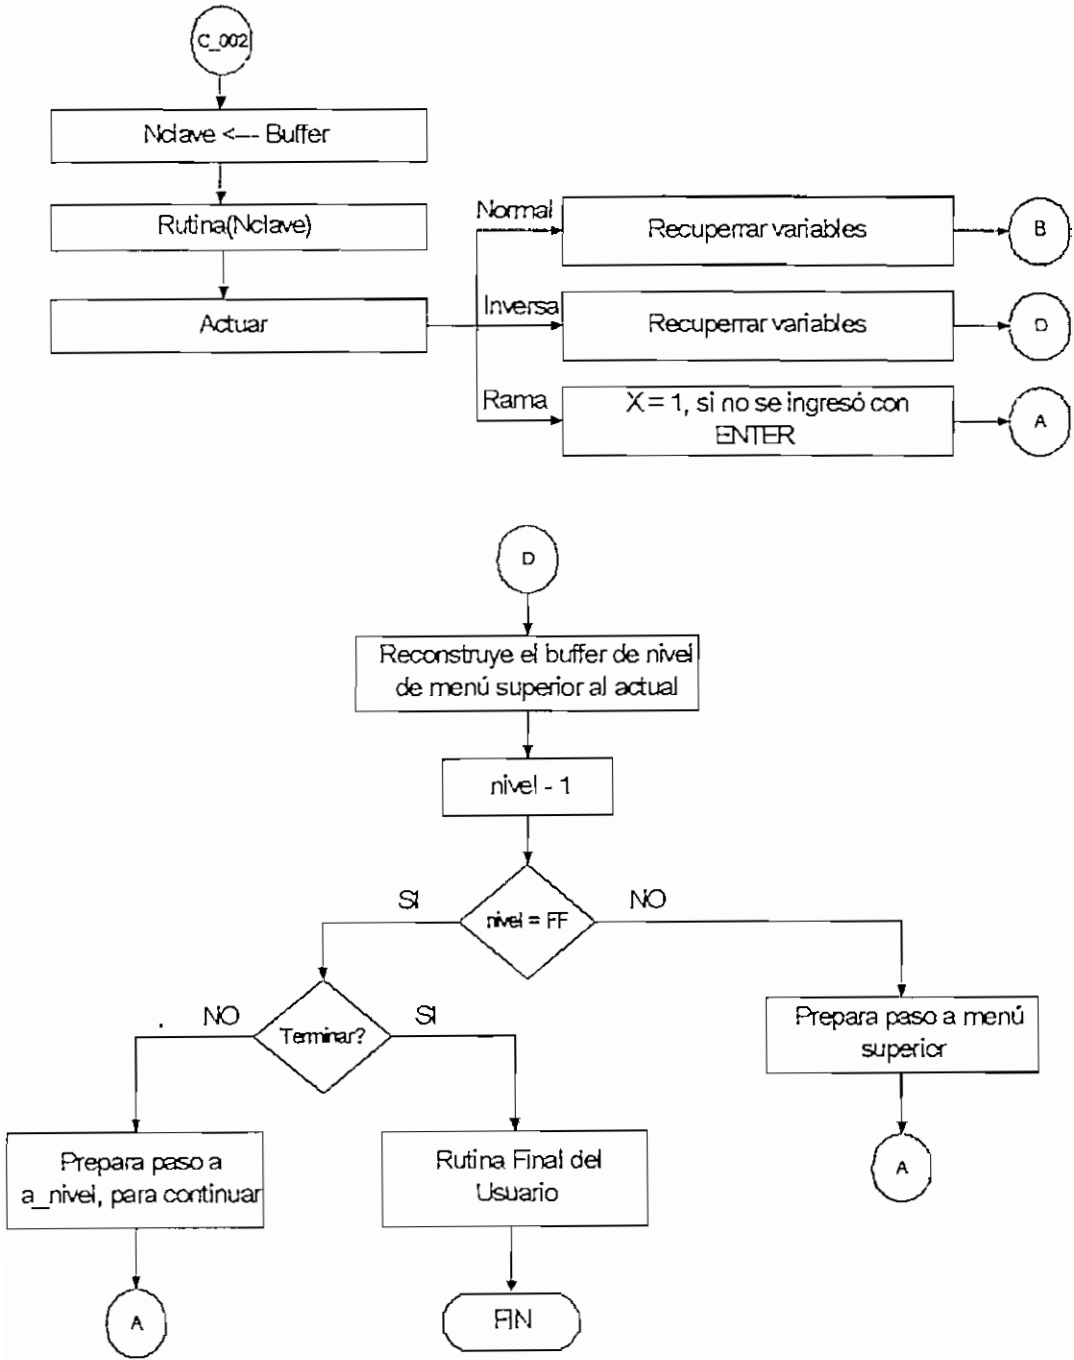 C_002
Nclave <--- Buffer
Rutina(Nclave)
Actuar
Normal
Recuperrar variables
B
Inversa
Recuperrar variables
D
Rama
X = 1, si no se ingresó con
ENTER
A
D
Reconstruye el buffer de nivel
de menú superior al actual
nivel - 1
nivel = FF
SI
NO
Terminar?
NO
SI
Prepara paso a menú
superior
A
Prepara paso a
a_nivel, para continuar
A
Rutina Final del
Usuario
FIN